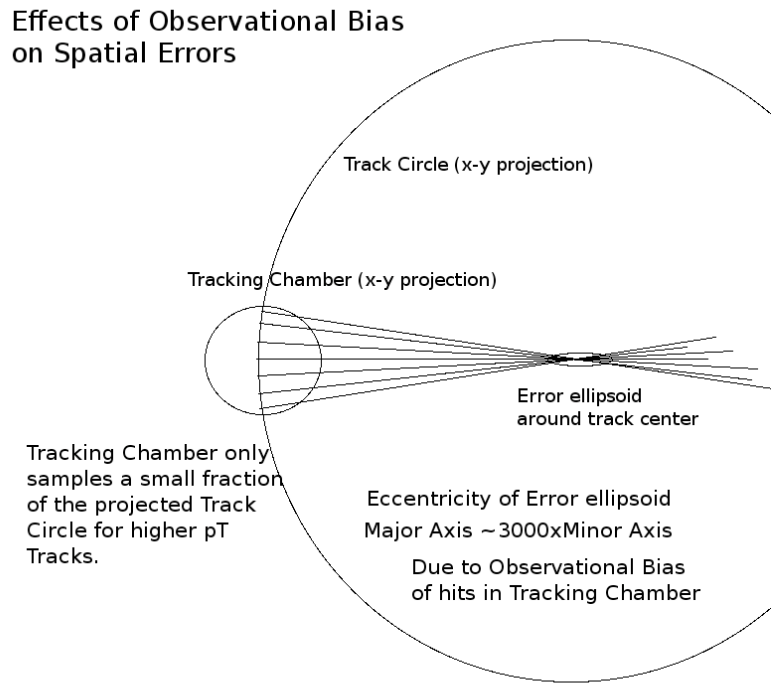 Effects of Observational Bias
on Spatial Errors
Track Circle (x-y projection)
Tracking Chamber (x-y projection)
Error ellipsoid
around track center
Tracking Chamber only
samples a small fraction
of the projected Track
Circle for higher pT
Tracks.
Eccentricity of Error ellipsoid
Major Axis ~3000xMinor Axis
Due to Observational Bias
of hits in Tracking Chamber